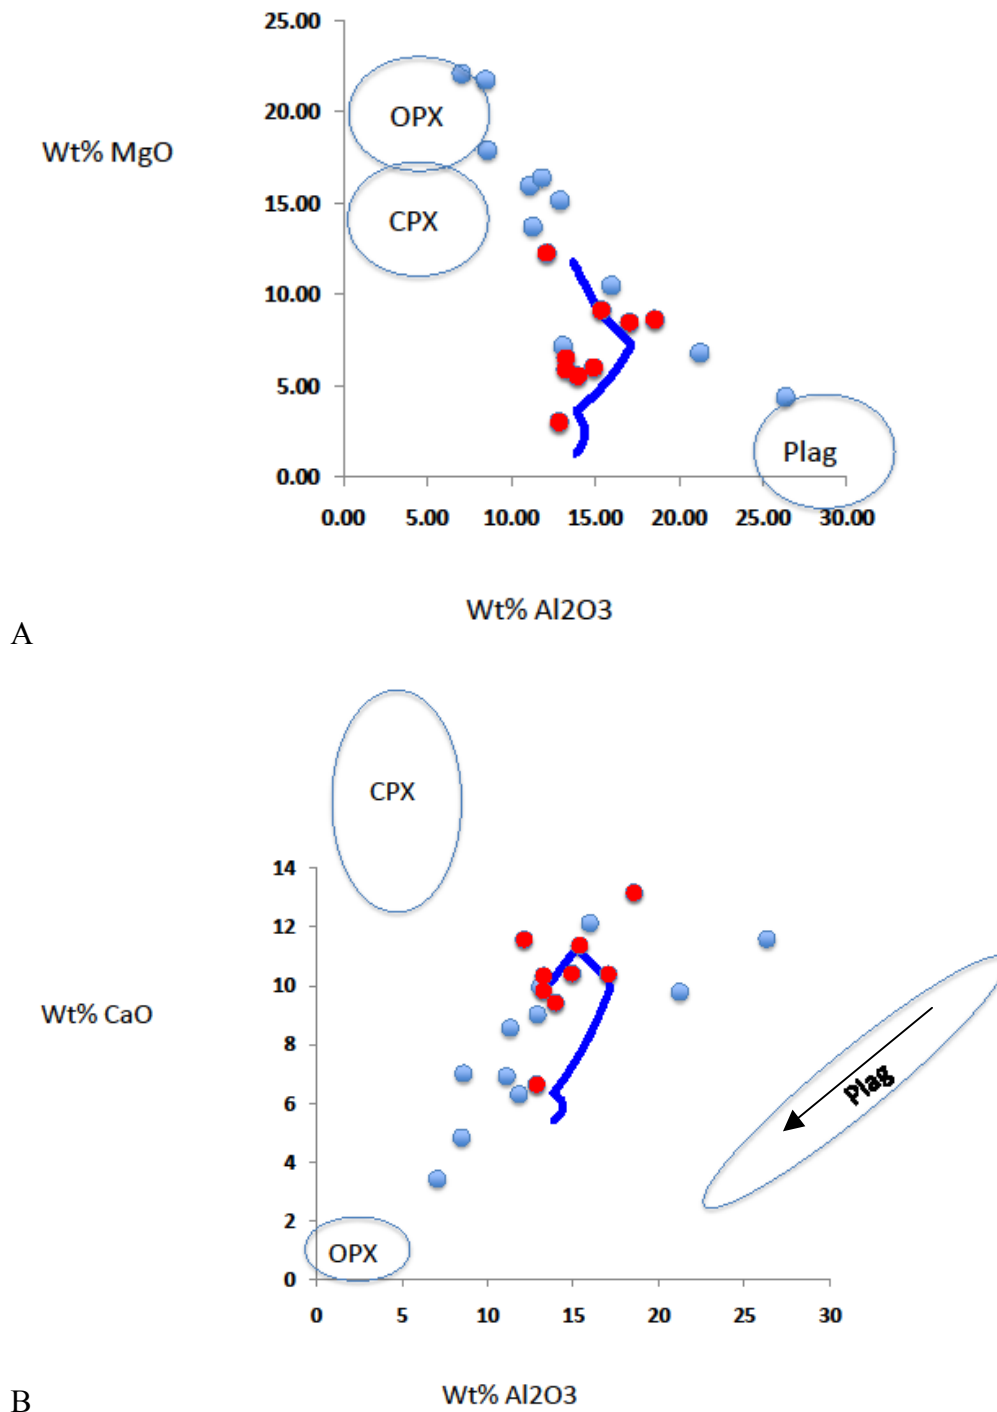 25.00
20.00
15.00
10.00
5.00
0.00
Wt% MgO
OPX
CPX
Plag
0.00 5.00 10.00 15.00 20.00 25.00 30.00
Wt% Al2O3
A
CPX
14
12
10
8
6
4
2
0
Wt% CaO
Plag
OPX
0 5 10 15 20 25 30
Wt% Al2O3
B